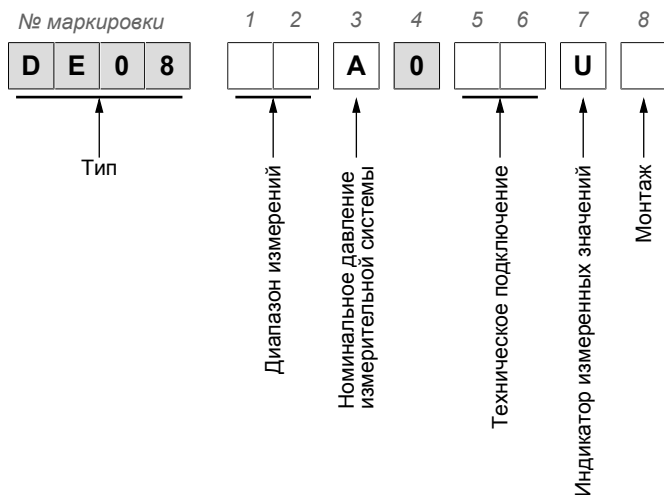 № маркировки 1 2 3 4 5 6 7 8
D E 0 8 A 0 U
Тип
Диапазон измерений
Номинальное давление
измерительной системы
Техническое подключение
Индикатор измеренных значений
Монтаж